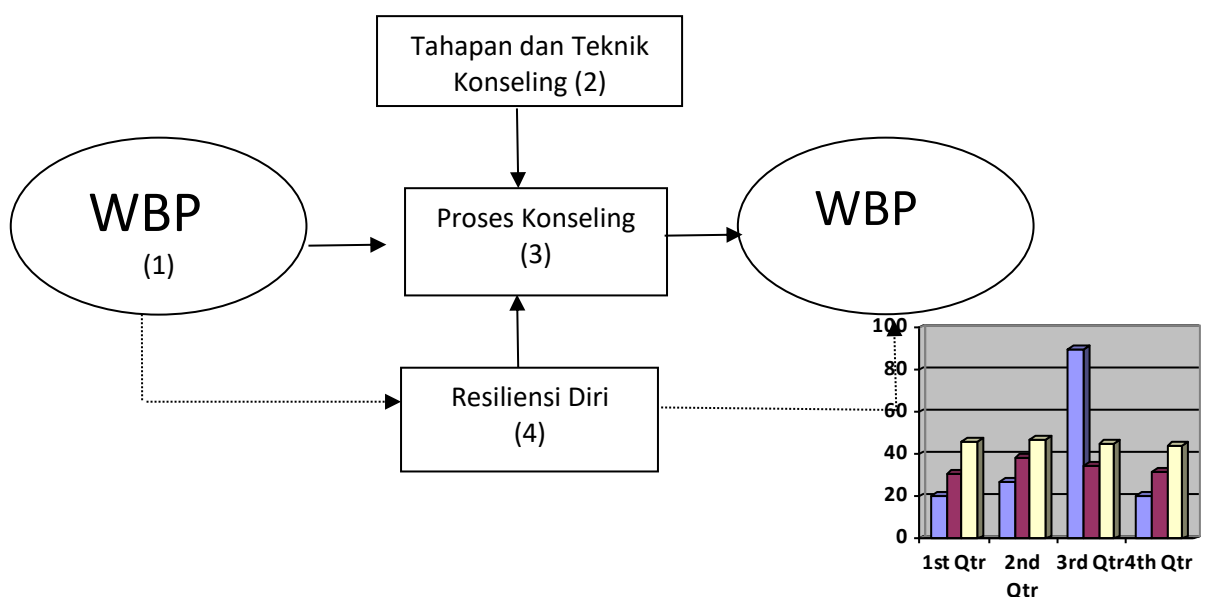 Tahapan dan Teknik
Konseling (2)
WBP
(1)
Proses Konseling
(3)
WBP
Resiliensi Diri
(4)
100
80
60
40
20
0
1st Qtr
2nd
Qtr
3rd Qtr
4th Qtr